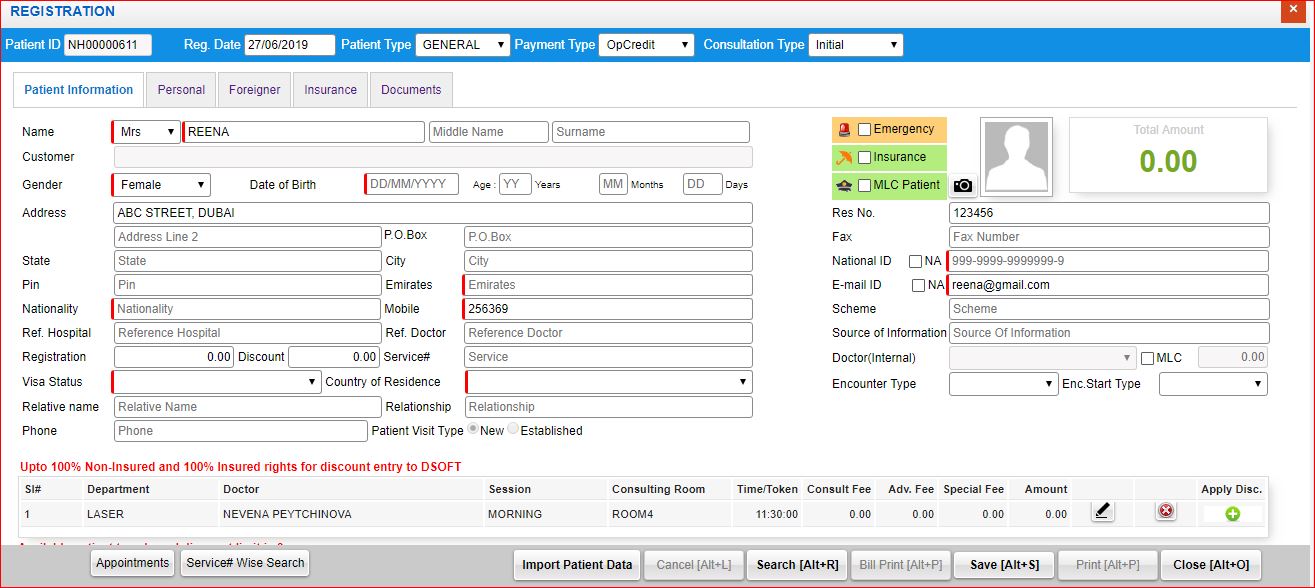 REGISTRATION ×
Patient ID NH00000611 Reg. Date 27/06/2019 Patient Type GENERAL Payment Type OpCredit Consultation Type Initial
Patient Information Personal Foreigner Insurance Documents
Name Mrs REENA Middle Name Surname Emergency Total Amount
Customer Insurance 0.00
Gender Female Date of Birth DD/MM/YYYY Age : YY Years MM Months DD Days MLC Patient
Address ABC STREET, DUBAI Res No. 123456
Address Line 2 P.O.Box P.O.Box Fax Fax Number
State State City City National ID NA 999-9999-9999999-9
Pin Pin Emirates Emirates E-mail ID NA reena@gmail.com
Nationality Nationality Mobile 256369 Scheme Scheme
Ref. Hospital Reference Hospital Ref. Doctor Reference Doctor Source of Information Source Of Information
Registration 0.00 Discount 0.00 Service# Service Doctor(Internal) MLC 0.00
Visa Status Country of Residence Encounter Type Enc.Start Type
Relative name Relative Name Relationship Relationship
Phone Phone Patient Visit Type New Established
Upto 100% Non-Insured and 100% Insured rights for discount entry to DSOFT
Sl# Department Doctor Session Consulting Room Time/Token Consult Fee Adv. Fee Special Fee Amount Apply Disc.
1 LASER NEVENA PEYTCHINOVA MORNING ROOM4 11:30:00 0.00 0.00 0.00 0.00
Appointments Service# Wise Search Import Patient Data Cancel [Alt+L] Search [Alt+R] Bill Print [Alt+P] Save [Alt+S] Print [Alt+P] Close [Alt+O]